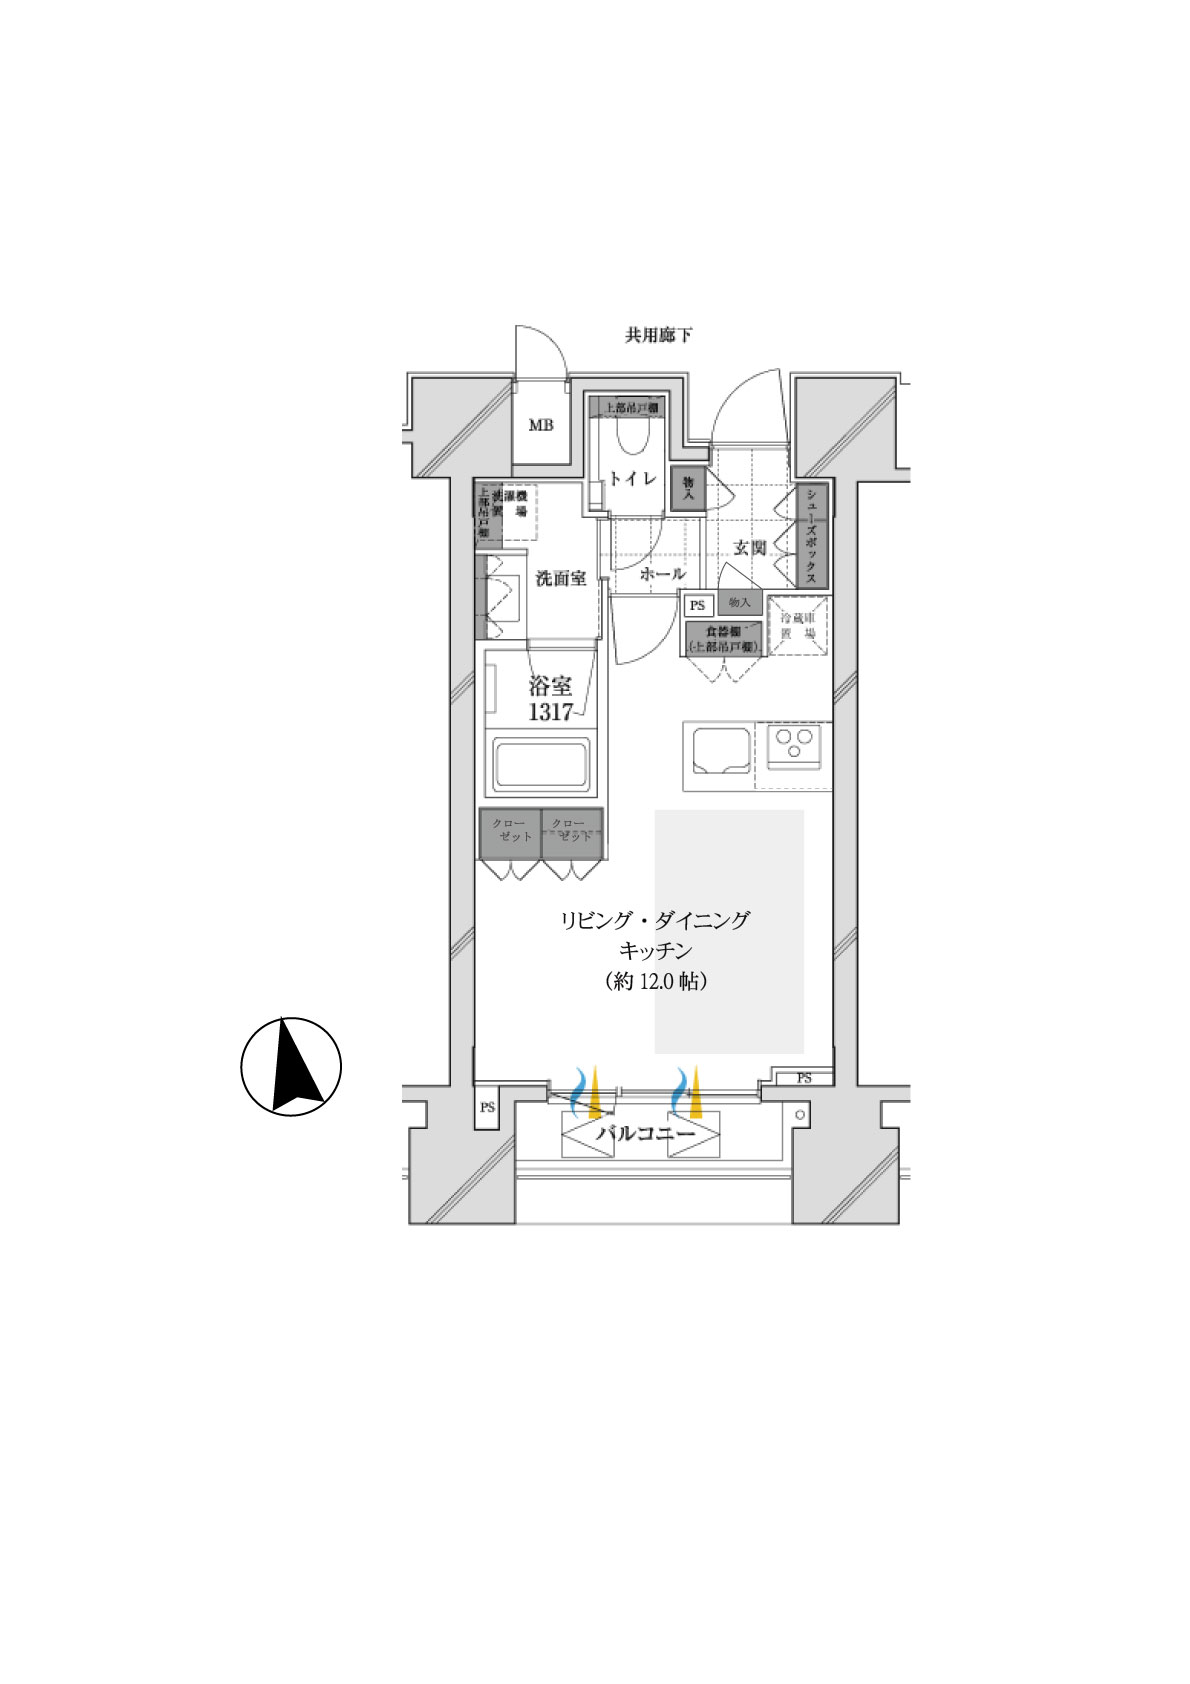 共用廊下
MB
上部吊戸棚
トイレ
物入
シューズボックス
上部吊戸棚
洗濯機
置場
玄関
洗面室
ホール
PS
物入
冷蔵庫
置場
食器棚
(上部吊戸棚)
浴室
1317
クロー
ゼット
クロー
ゼット
リビング・ダイニング
キッチン
(約 12.0 帖)
PS
PS
バルコニー